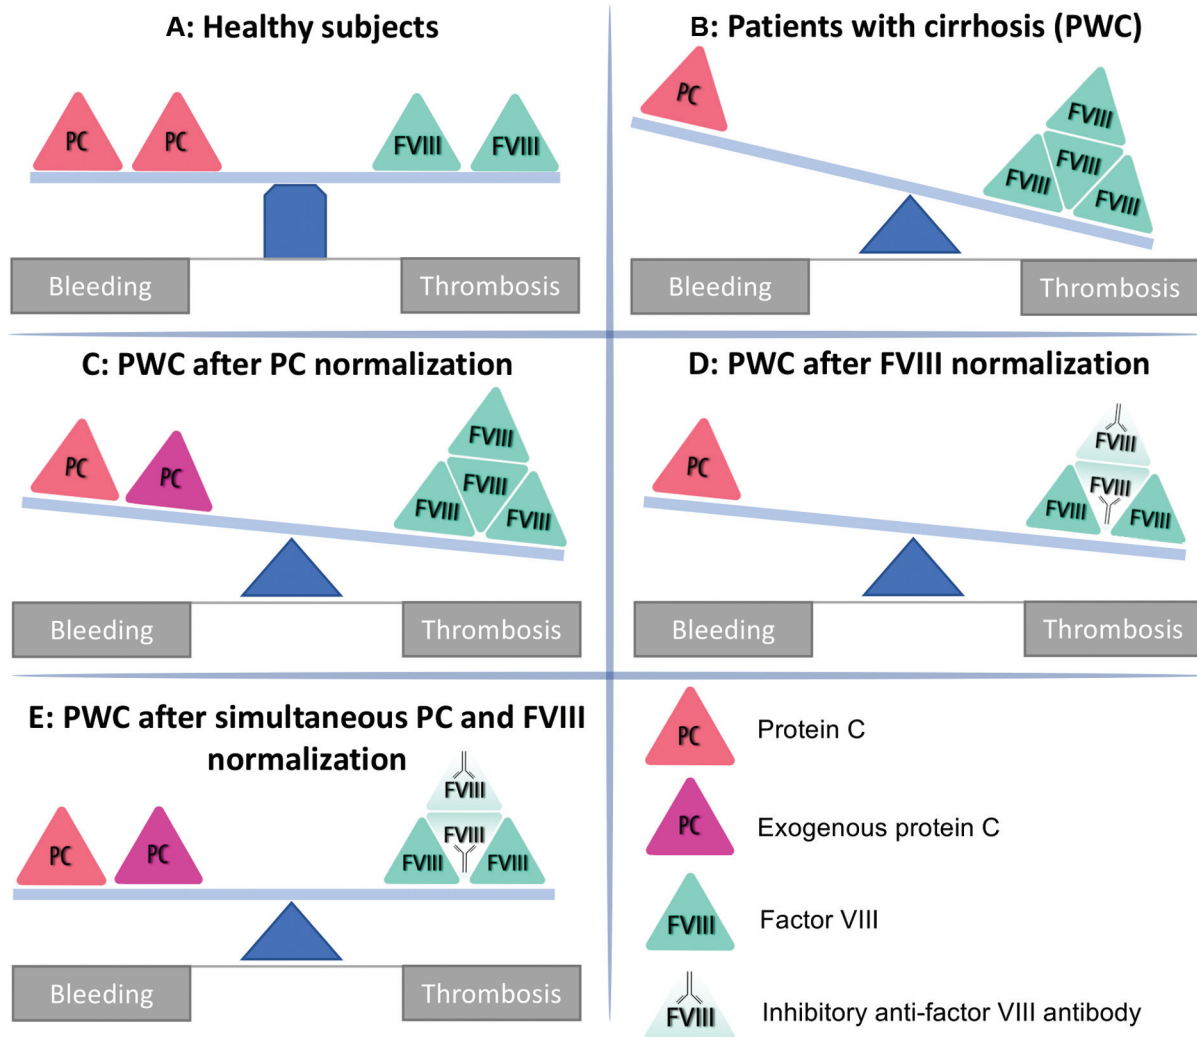 A: Healthy subjects
PC
PC
FVIII
FVIII
Bleeding
Thrombosis
B: Patients with cirrhosis (PWC)
PC
FVIII
FVIII
FVIII
FVIII
Bleeding
Thrombosis
C: PWC after PC normalization
PC
PC
FVIII
FVIII
FVIII
FVIII
Bleeding
Thrombosis
D: PWC after FVIII normalization
PC
FVIII
FVIII
FVIII
FVIII
Bleeding
Thrombosis
E: PWC after simultaneous PC and FVIII
normalization
PC
PC
FVIII
FVIII
FVIII
FVIII
Bleeding
Thrombosis
PC
Protein C
PC
Exogenous protein C
FVIII
Factor VIII
FVIII
Inhibitory anti-factor VIII antibody